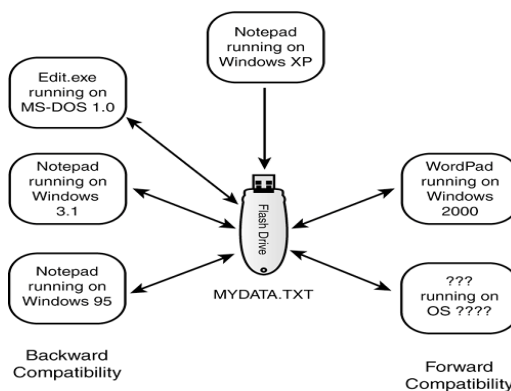 Notepad
running on
Windows XP
Edit.exe
running on
MS-DOS 1.0
Notepad
running on
Windows
3.1
Notepad
running on
Windows 95
Flash Drive
MYDATA.TXT
WordPad
running on
Windows
2000
???
running on
OS ????
Backward
Compatibility
Forward
Compatibility